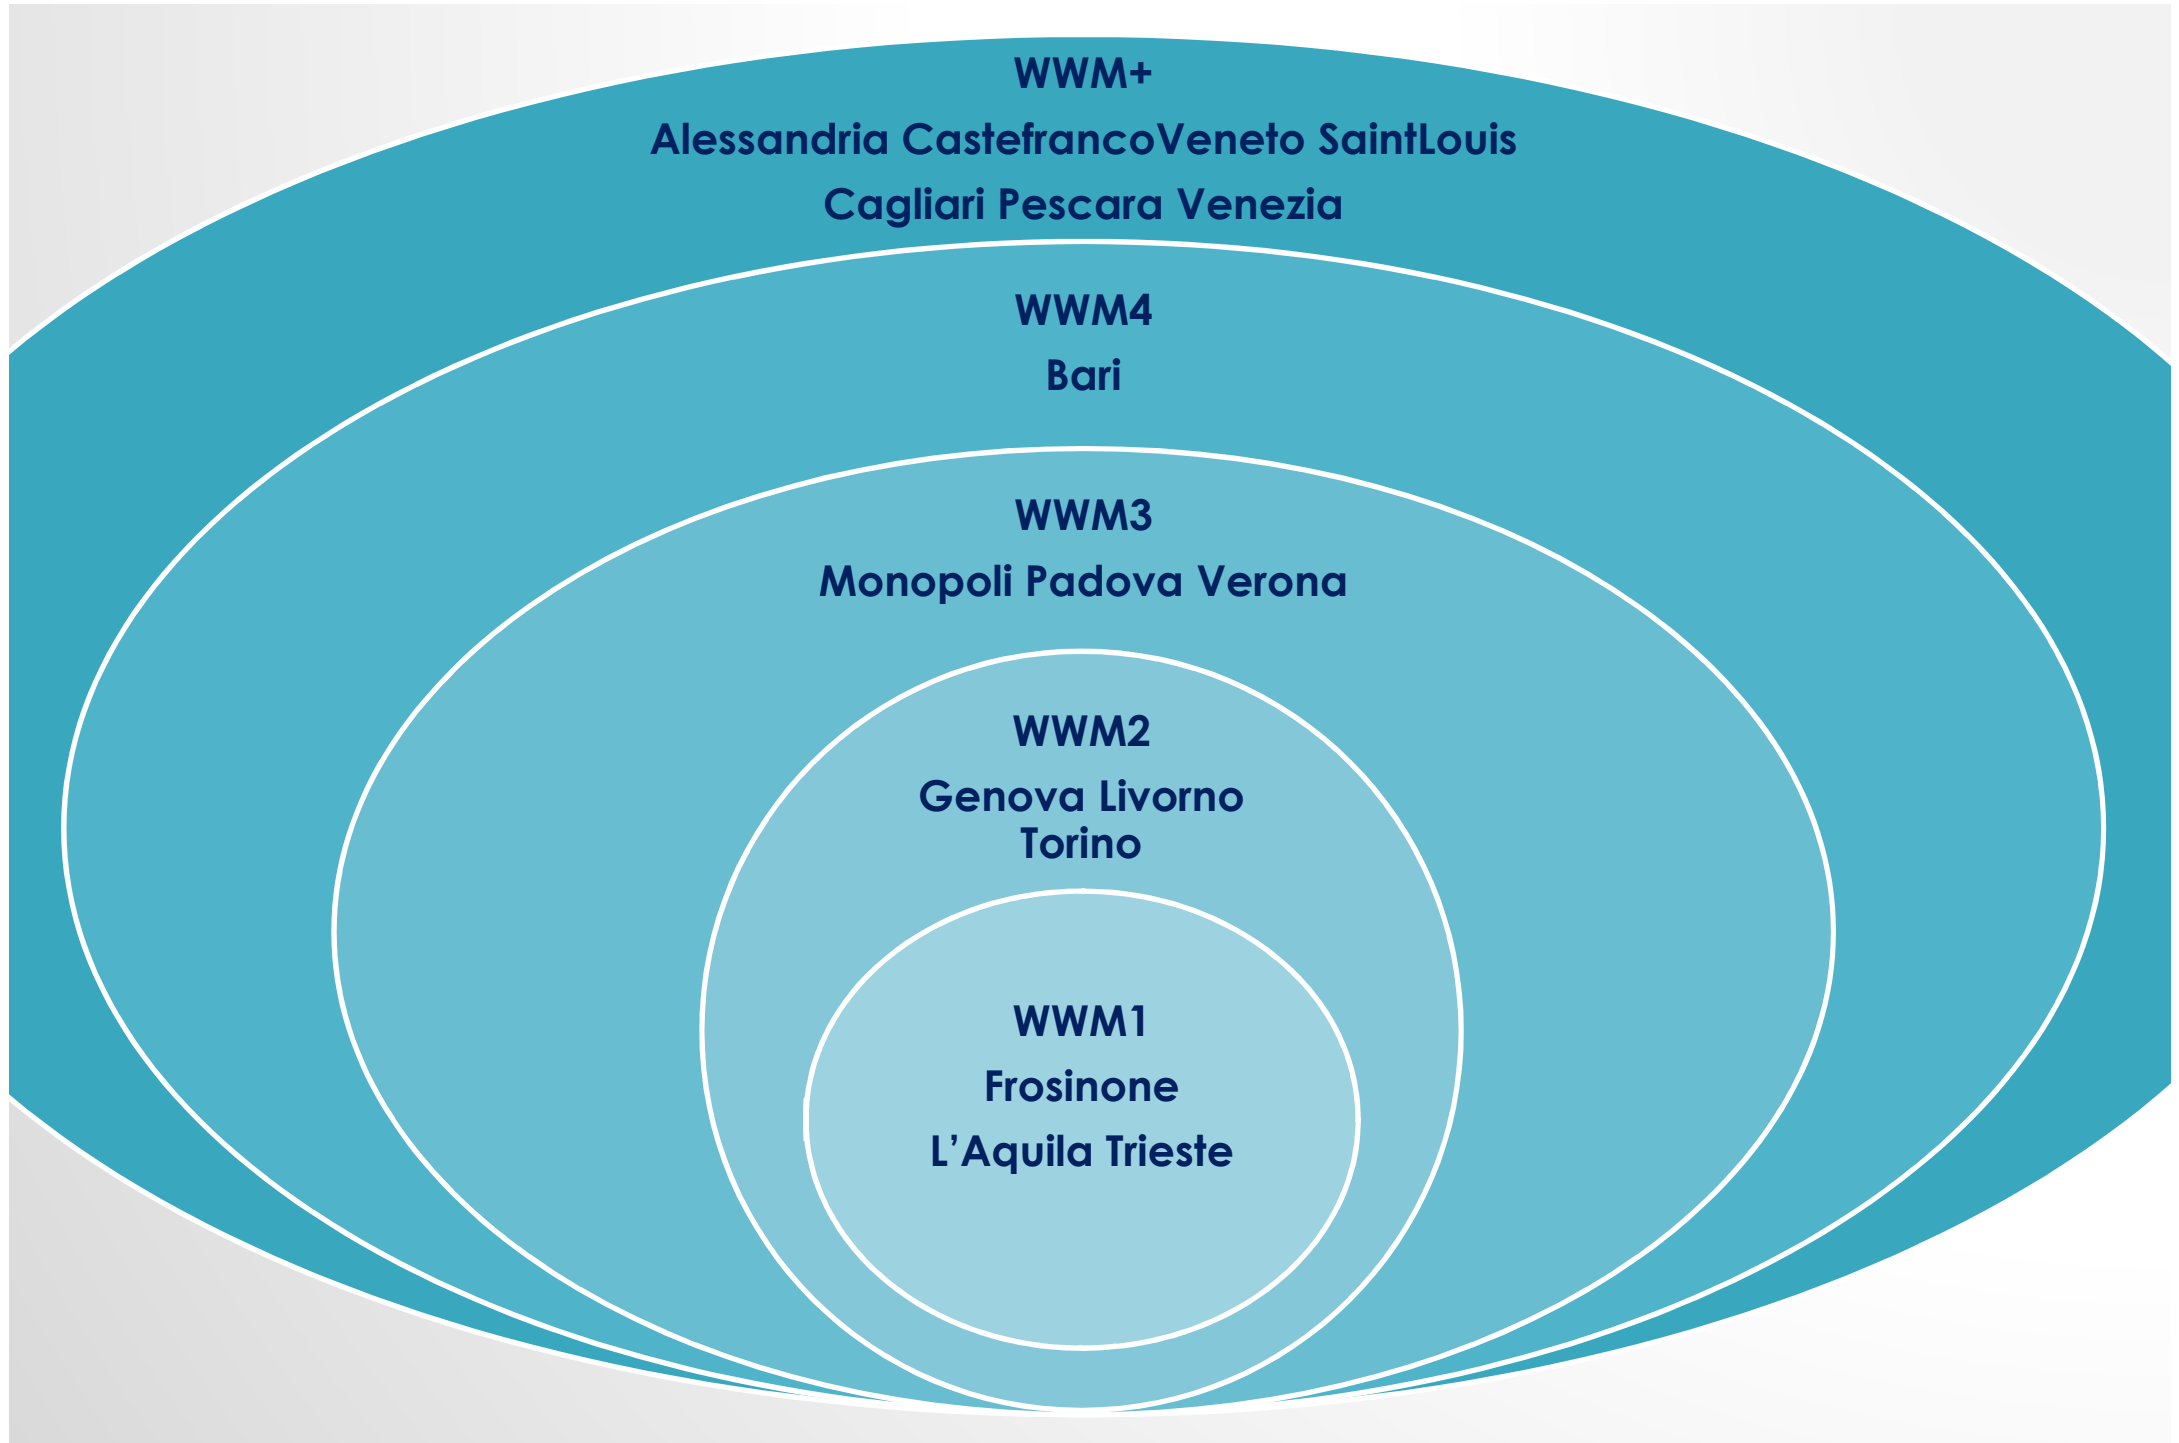 WWM+
Alessandria CastefrancoVeneto SaintLouis
Cagliari Pescara Venezia
WWM4
Bari
WWM3
Monopoli Padova Verona
WWM2
Genova Livorno
Torino
WWM1
Frosinone
L’Aquila Trieste